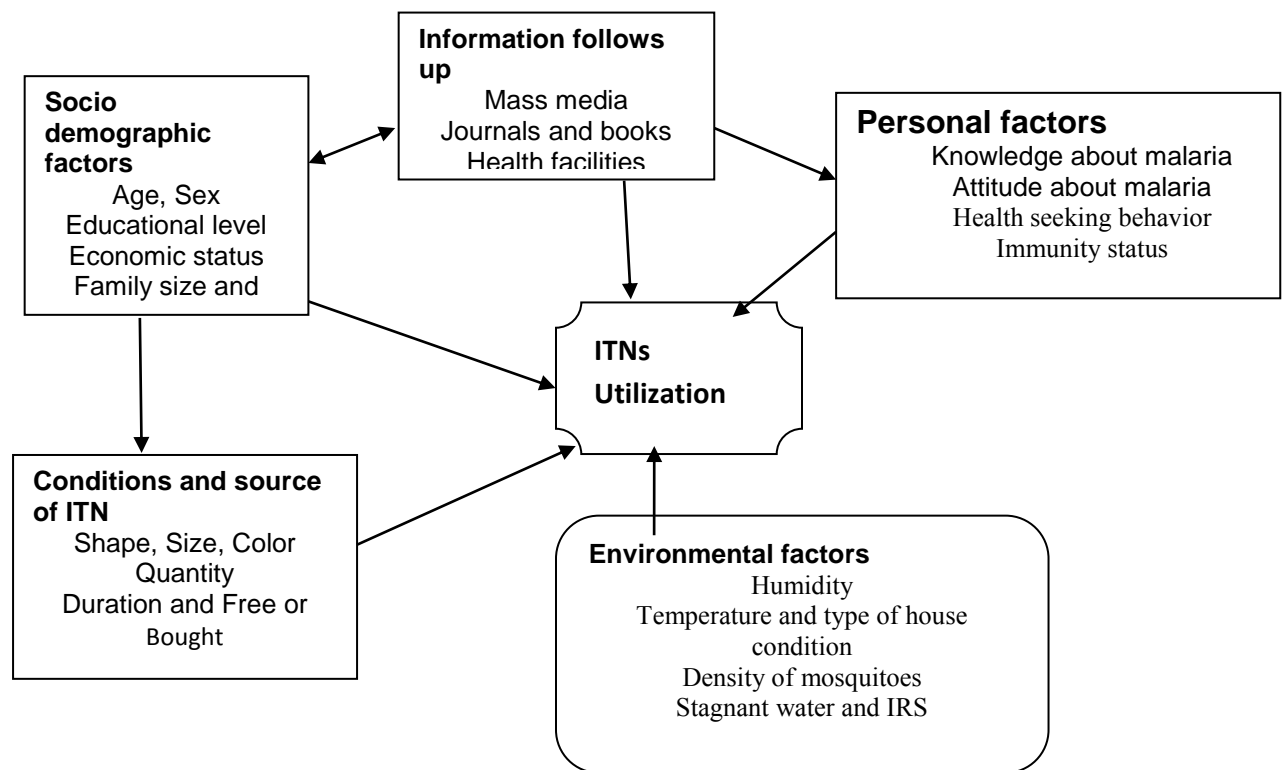 Information follows
up
Mass media
Journals and books
Health facilities
Socio
demographic
factors
Age, Sex
Educational level
Economic status
Family size and
Personal factors
Knowledge about malaria
Attitude about malaria
Health seeking behavior
Immunity status
ITNs
Utilization
Conditions and source
of ITN
Shape, Size, Color
Quantity
Duration and Free or
Bought
Environmental factors
Humidity
Temperature and type of house
condition
Density of mosquitoes
Stagnant water and IRS